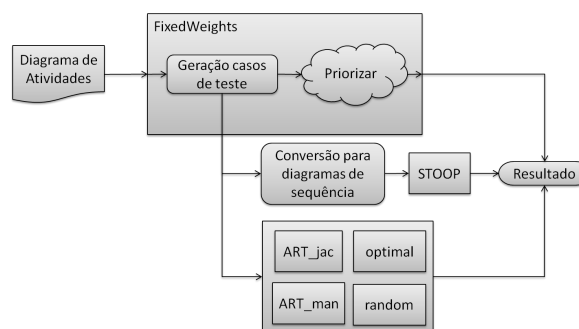 FixedWeights
Diagrama de
Atividades
Geração casos
de teste
Priorizar
Conversão para
diagramas de
sequência
STOOP
Resultado
ART_jac
optimal
ART_man
random